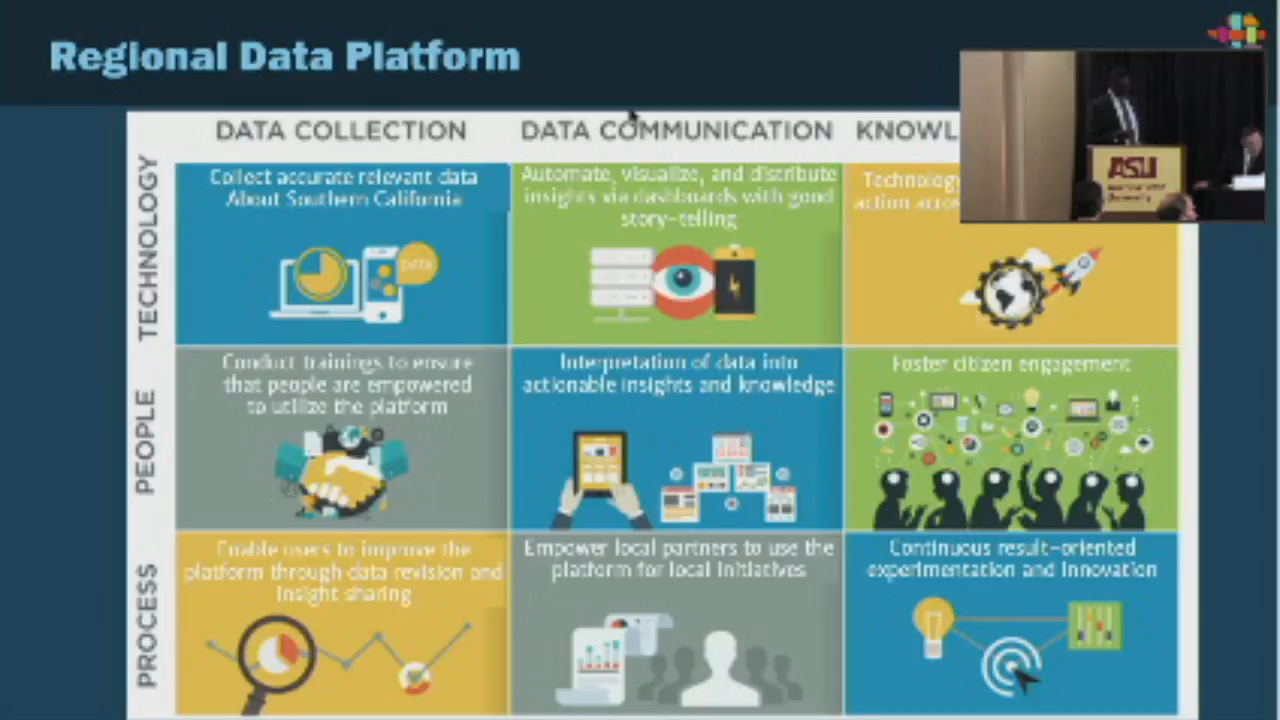 Regional Data Platform
DATA COLLECTION
DATA COMMUNICATION
KNOWL
TECHNOLOGY
Collect accurate relevant data
About Southern California
DATA
Automate, visualize, and distribute
insights via dashboards with good
story-telling
Technology
action acros
ASU
PEOPLE
Conduct trainings to ensure
that people are empowered
to utilize the platform
Interpretation of data into
actionable insights and knowledge
Foster citizen engagement
PROCESS
Enable users to improve the
platform through data revision and
insight sharing
Empower local partners to use the
platform for local initiatives
Continuous result-oriented
experimentation and innovation